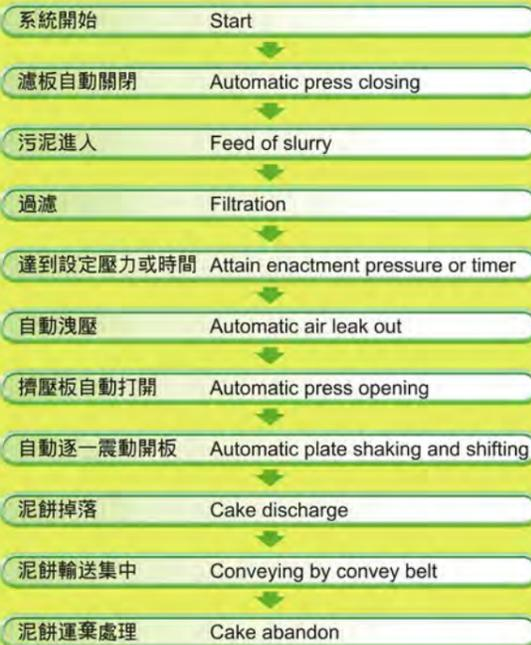 系統開始 Start
濾板自動關閉 Automatic press closing
污泥進入 Feed of slurry
過濾 Filtration
達到設定壓力或時間 Attain enactment pressure or timer
自動洩壓 Automatic air leak out
擠壓板自動打開 Automatic press opening
自動逐一震動開板 Automatic plate shaking and shifting
泥餅掉落 Cake discharge
泥餅輸送集中 Conveying by convey belt
泥餅運棄處理 Cake abandon